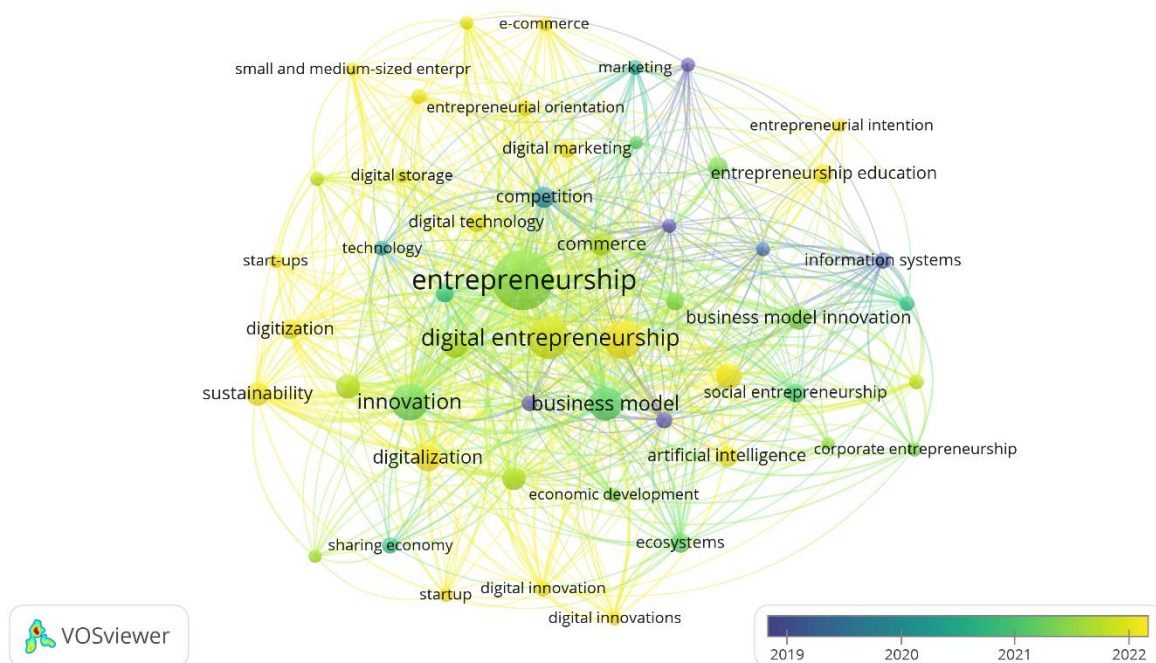 e-commerce
small and medium-sized enterpr
marketing
entrepreneurial orientation
entrepreneurial intention
digital marketing
digital storage
entrepreneurship education
competition
digital technology
technology
commerce
start-ups
information systems
entrepreneurship
business model innovation
digitization
digital entrepreneurship
sustainability
social entrepreneurship
innovation
business model
digitalization
artificial intelligence
corporate entrepreneurship
economic development
sharing economy
ecosystems
startup
digital innovation
digital innovations
VOSviewer
2019
2020
2021
2022